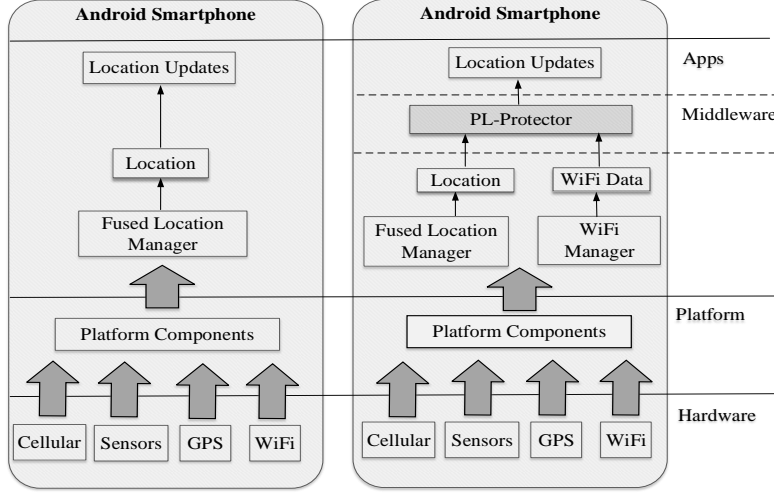 Android Smartphone
Location Updates
Location
Fused Location
Manager
Platform Components
Cellular
Sensors
GPS
WiFi
Android Smartphone
Location Updates
PL-Protector
Location
WiFi Data
Fused Location
Manager
WiFi
Manager
Platform Components
Cellular
Sensors
GPS
WiFi
Apps
Middleware
Platform
Hardware